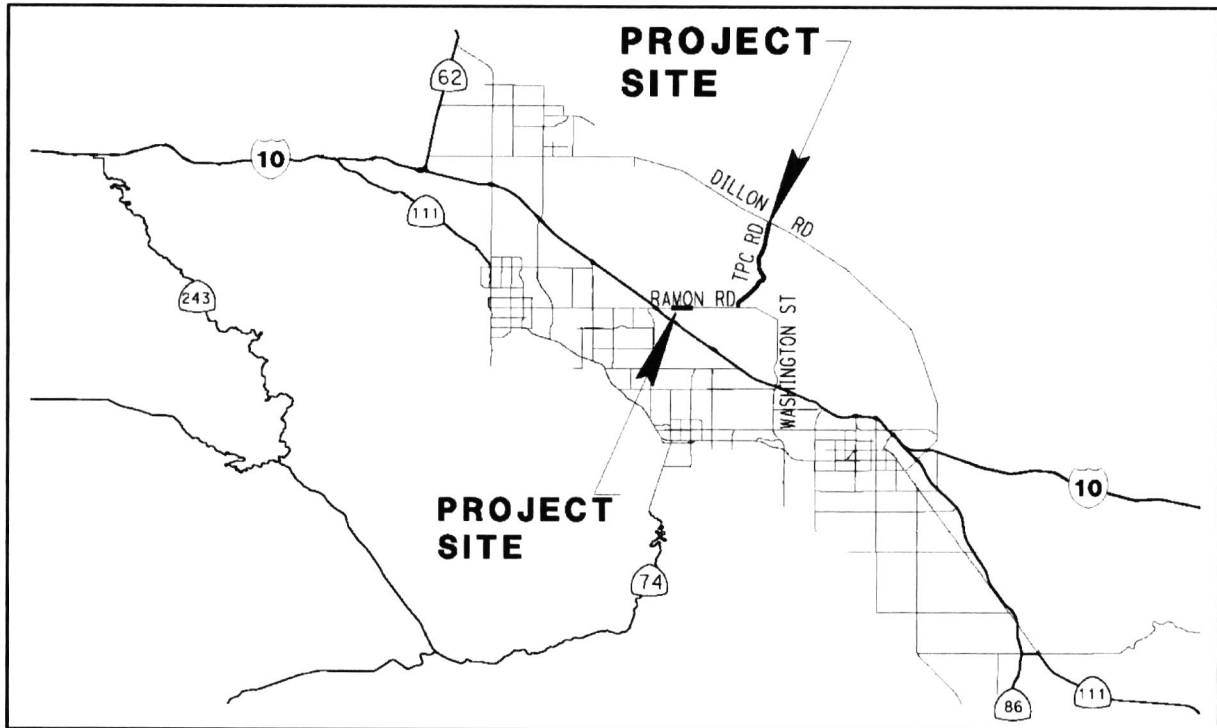 PROJECT
SITE
62
10
111
DILLON RD
TPC RD
243
RAMON RD
WASHINGTON ST
PROJECT
SITE
10
74
86
111